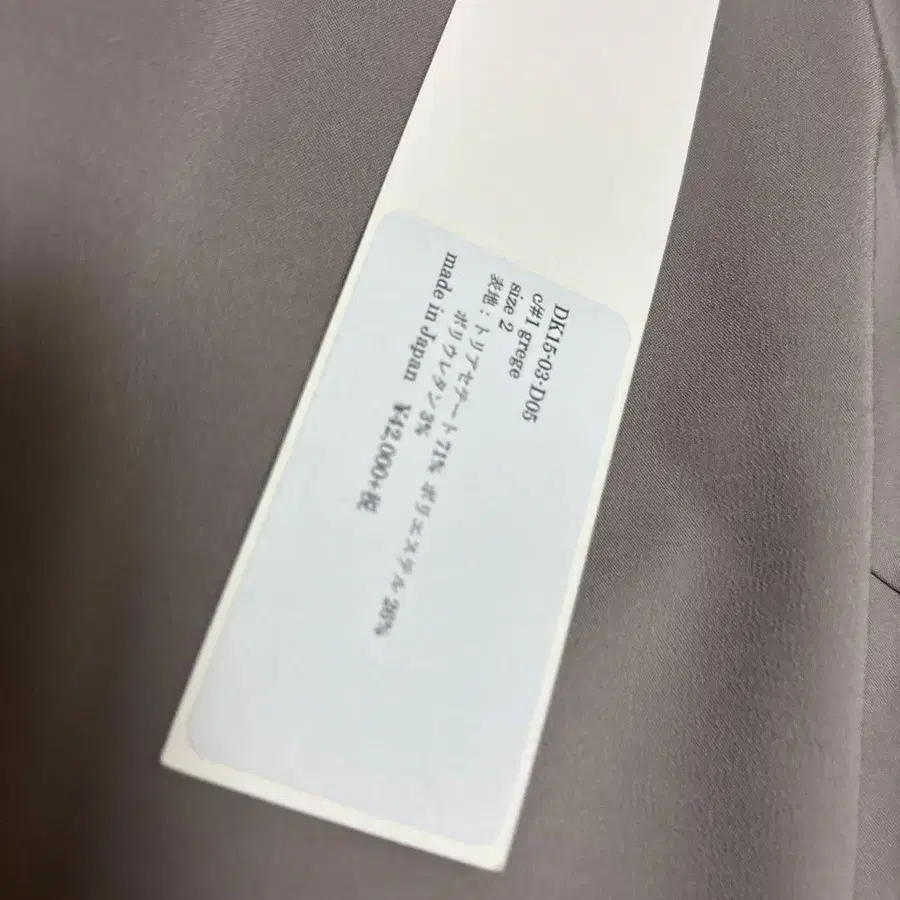 DK15-03-D05
c/#1 grege
size 2
表地：トリアセテート71% ポリエステル26%
ポリウレタン3%
made in Japan ¥42,000+税